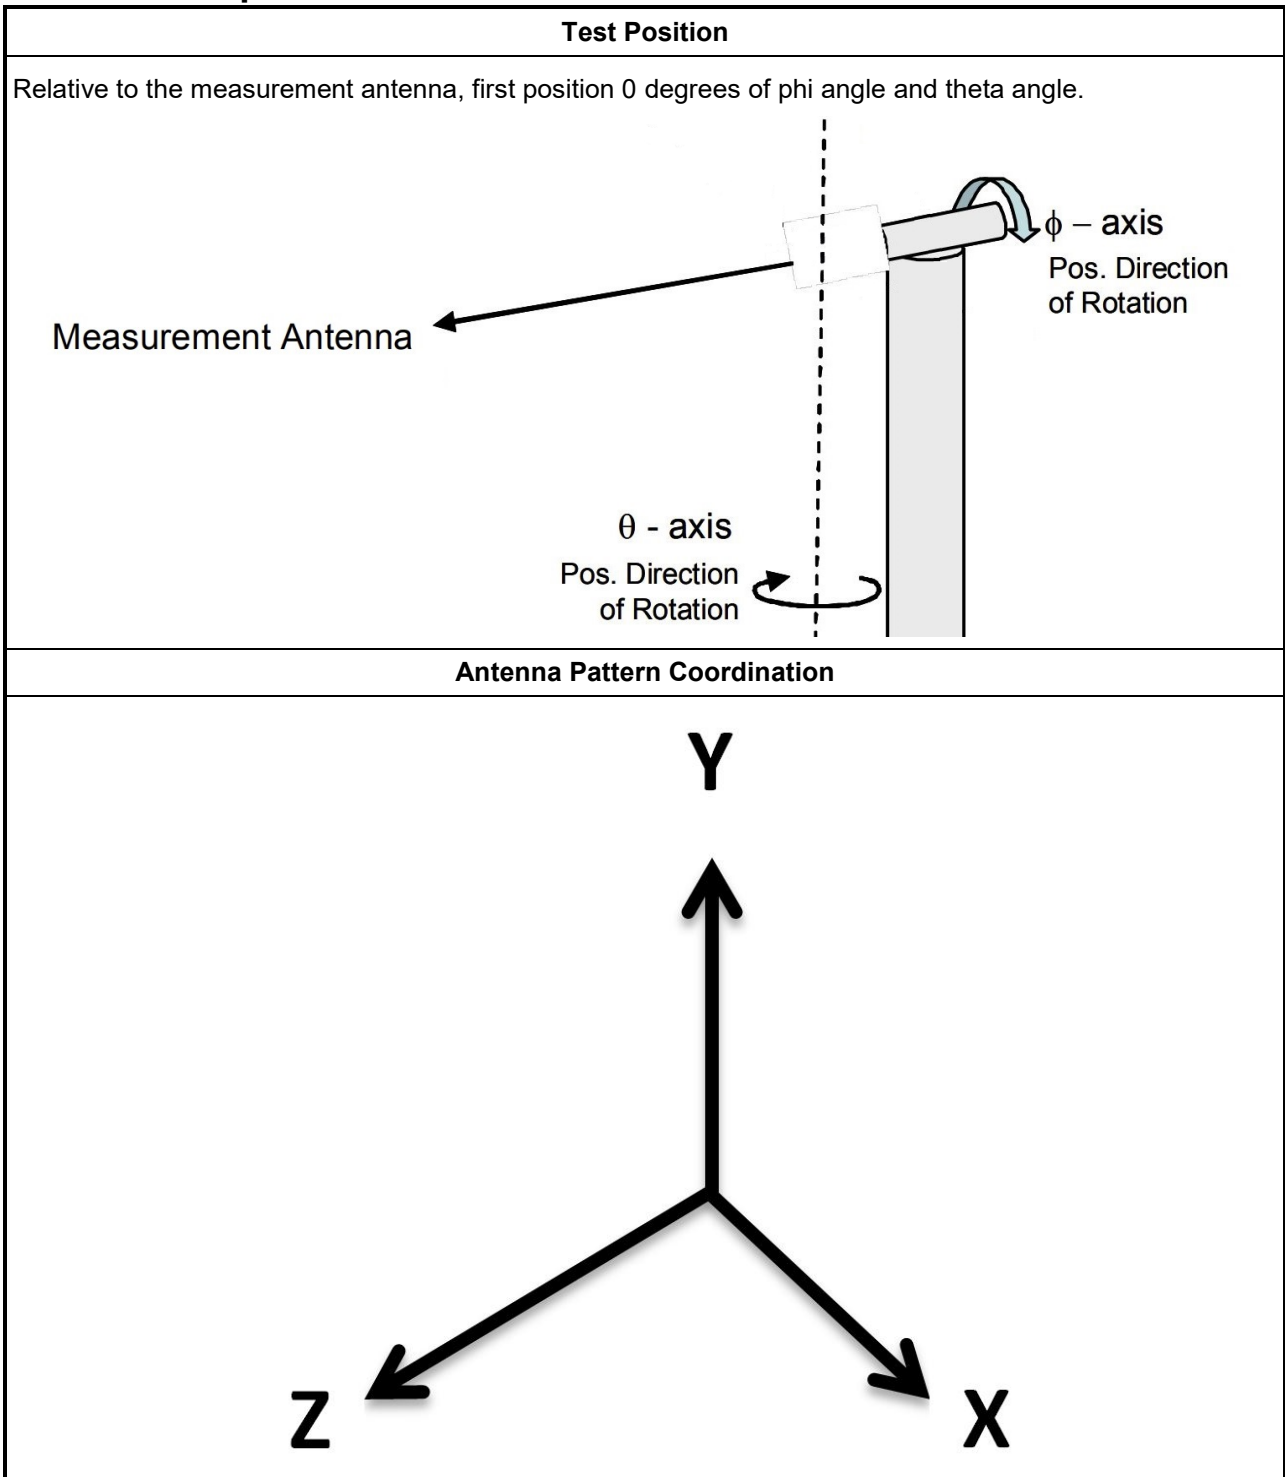 Test Position
Relative to the measurement antenna, first position 0 degrees of phi angle and theta angle.
ϕ – axis
Pos. Direction
of Rotation
Measurement Antenna
θ - axis
Pos. Direction
of Rotation
Antenna Pattern Coordination
Y
Z
X